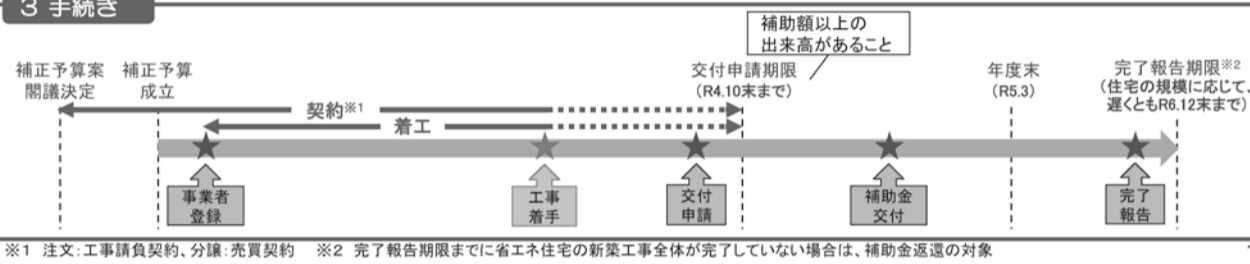 3 手続き
補助額以上の
出来高があること
補正予算案
閣議決定
補正予算
成立
交付申請期限
（R4.10末まで）
年度末
（R5.3）
完了報告期限※2
（住宅の規模に応じて、
遅くともR6.12末まで）
契約※1
着工
事業者
登録
工事
着手
交付
申請
補助金
交付
完了
報告
※1 注文：工事請負契約、分譲：売買契約 ※2 完了報告期限までに省エネ住宅の新築工事全体が完了していない場合は、補助金返還の対象